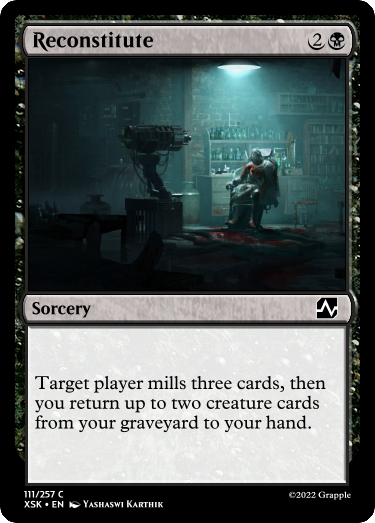 Reconstitute 2
Sorcery
Target player mills three cards, then
you return up to two creature cards
from your graveyard to your hand.
111/257 C
XSK • EN Yashaswi Karthik
©2022 Grapple